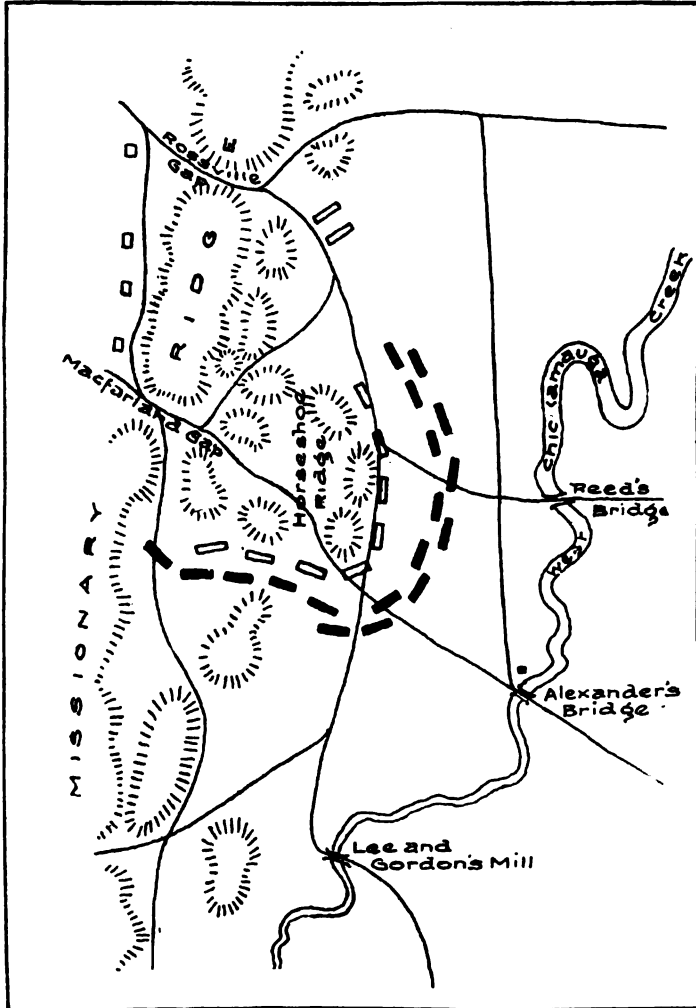 Rossville
Gap
RIDGE
Macfarland Gap
Horseshoe
Ridge
MISSIONARY
West
Chickamauga
Creek
Reed's
Bridge
Alexander's
Bridge
Lee and
Gordon's Mill